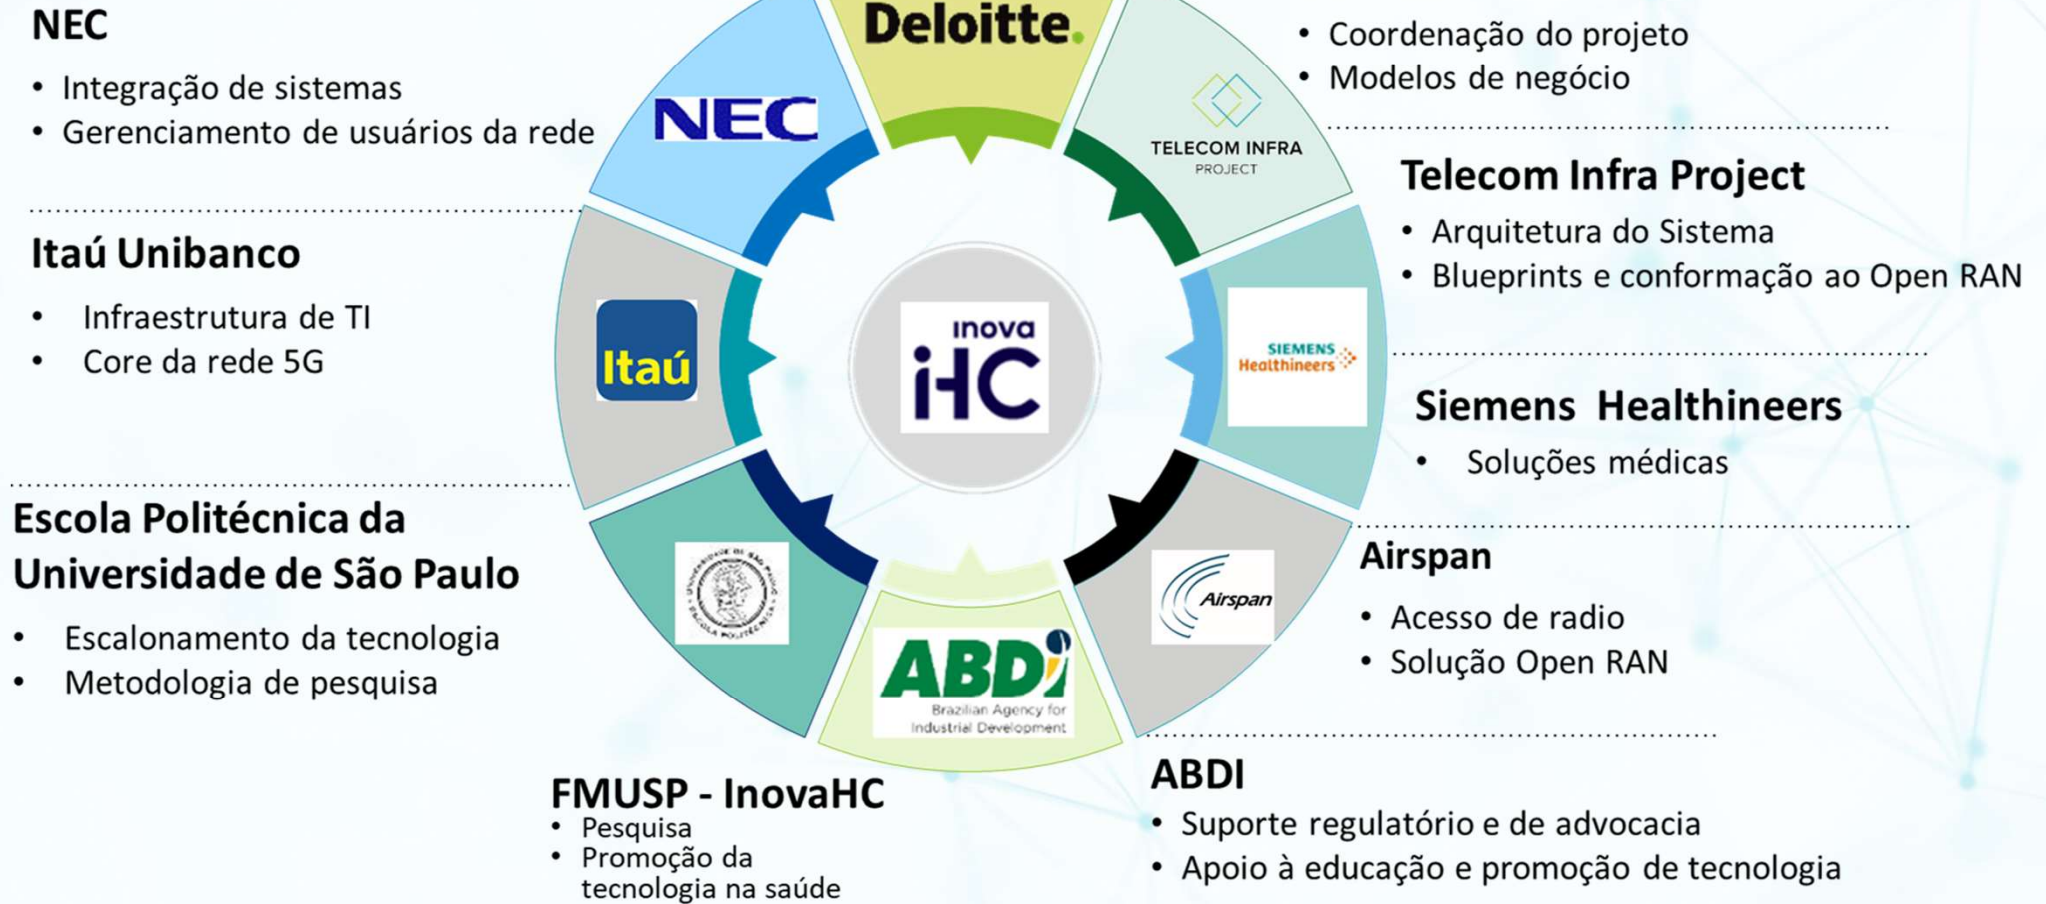 NEC
• Integração de sistemas
• Gerenciamento de usuários da rede
Itaú Unibanco
• Infraestrutura de TI
• Core da rede 5G
Escola Politécnica da
Universidade de São Paulo
• Escalonamento da tecnologia
• Metodologia de pesquisa
FMUSP - InovaHC
• Pesquisa
• Promoção da
tecnologia na saúde
Deloitte.
NEC
TELECOM INFRA
PROJECT
Itaú
inova
HC
SIEMENS
Healthineers
ESCOLA POLITÉCNICA
Airspan
ABDi
Brazilian Agency for
Industrial Development
• Coordenação do projeto
• Modelos de negócio
Telecom Infra Project
• Arquitetura do Sistema
• Blueprints e conformação ao Open RAN
Siemens Healthineers
• Soluções médicas
Airspan
• Acesso de radio
• Solução Open RAN
ABDI
• Suporte regulatório e de advocacia
• Apoio à educação e promoção de tecnologia